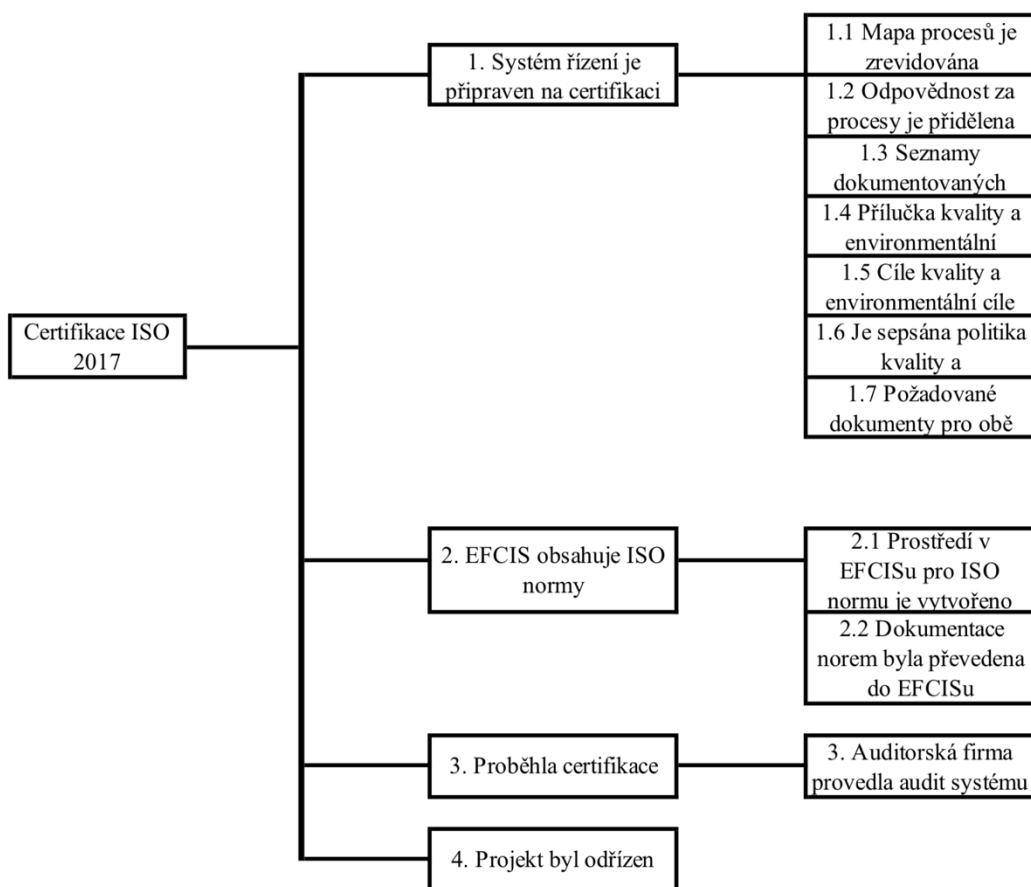 Certifikace ISO
2017
1. Systém řízení je
připraven na certifikaci
1.1 Mapa procesů je
zrevidována
1.2 Odpovědnost za
procesy je přidělena
1.3 Seznamy
dokumentovaných
1.4 Přílučka kvality a
environmentální
1.5 Cíle kvality a
environmentální cíle
1.6 Je sepsána politika
kvality a
1.7 Požadované
dokumenty pro obě
2. EFCIS obsahuje ISO
normy
2.1 Prostředí v
EFCISu pro ISO
normu je vytvořeno
2.2 Dokumentace
norem byla převedena
do EFCISu
3. Proběhla certifikace
3. Auditorská firma
provedla audit systému
4. Projekt byl odřízen